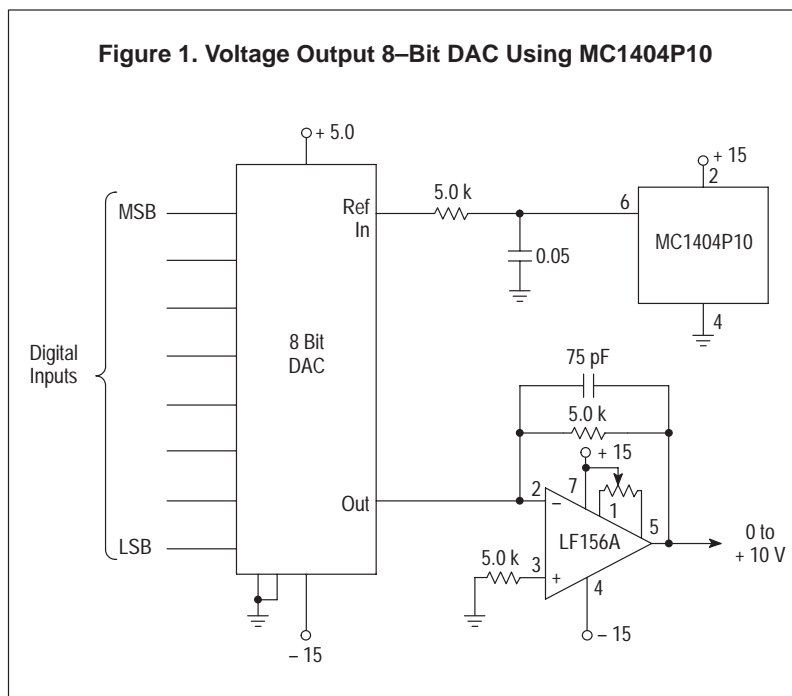 Figure 1. Voltage Output 8–Bit DAC Using MC1404P10
+ 5.0
+ 15
2
5.0 k
MSB
Ref
In
6
MC1404P10
0.05
4
Digital
Inputs
8 Bit
DAC
75 pF
5.0 k
+ 15
Out
2
7
–
1
5
LF156A
0 to
+ 10 V
LSB
5.0 k
3
+
4
– 15
– 15